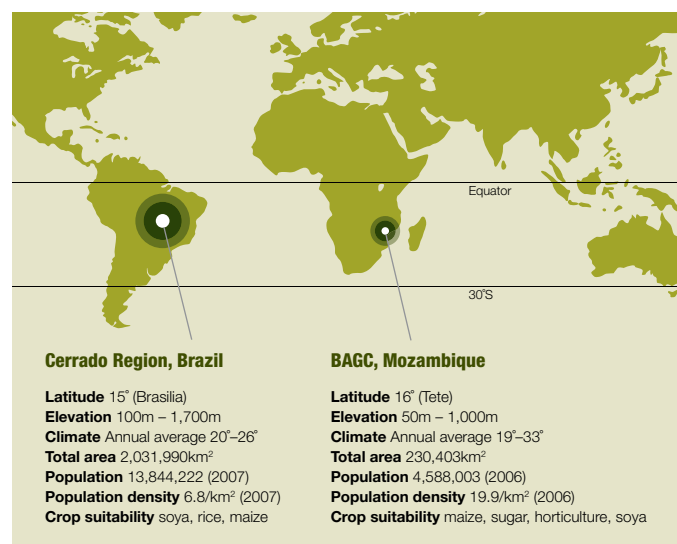 Equator
30˚S
Cerrado Region, Brazil
Latitude 15˚ (Brasilia)
Elevation 100m – 1,700m
Climate Annual average 20˚–26˚
Total area 2,031,990km²
Population 13,844,222 (2007)
Population density 6.8/km² (2007)
Crop suitability soya, rice, maize
BAGC, Mozambique
Latitude 16˚ (Tete)
Elevation 50m – 1,000m
Climate Annual average 19˚–33˚
Total area 230,403km²
Population 4,588,003 (2006)
Population density 19.9/km² (2006)
Crop suitability maize, sugar, horticulture, soya